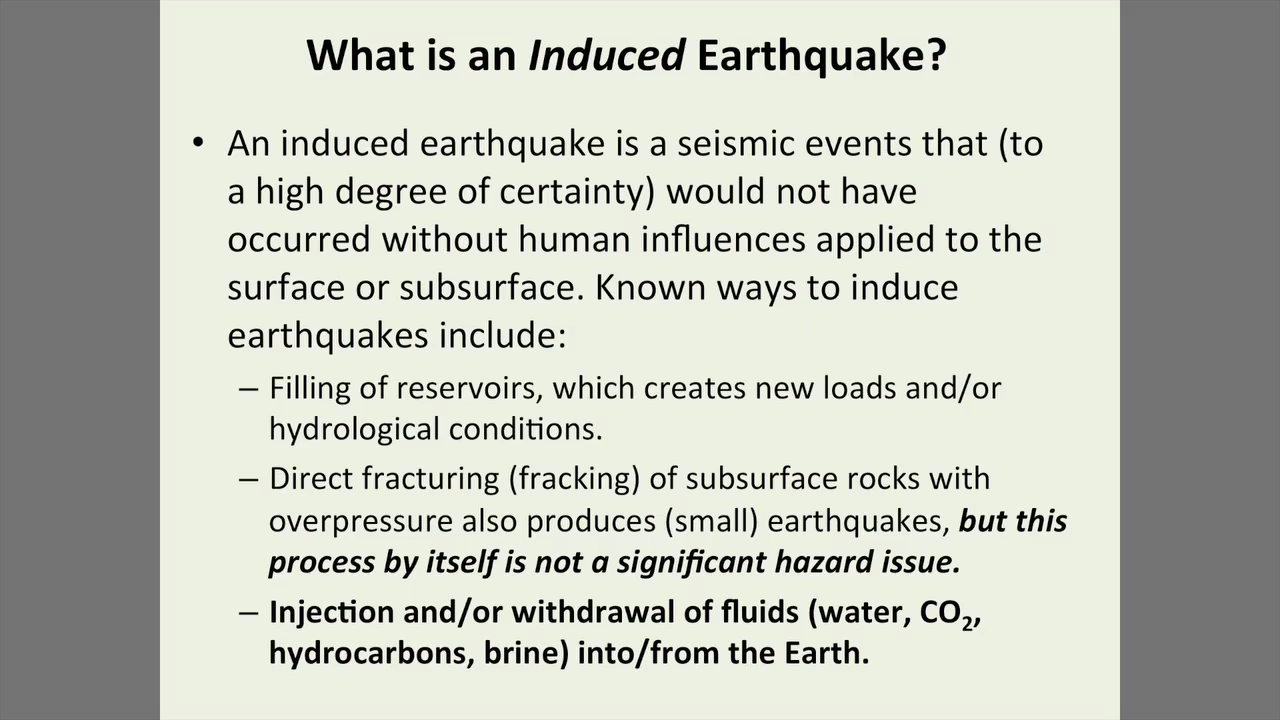 What is an Induced Earthquake?
• An induced earthquake is a seismic events that (to
a high degree of certainty) would not have
occurred without human influences applied to the
surface or subsurface. Known ways to induce
earthquakes include:
– Filling of reservoirs, which creates new loads and/or
hydrological conditions.
– Direct fracturing (fracking) of subsurface rocks with
overpressure also produces (small) earthquakes, but this
process by itself is not a significant hazard issue.
– Injection and/or withdrawal of fluids (water, CO2,
hydrocarbons, brine) into/from the Earth.